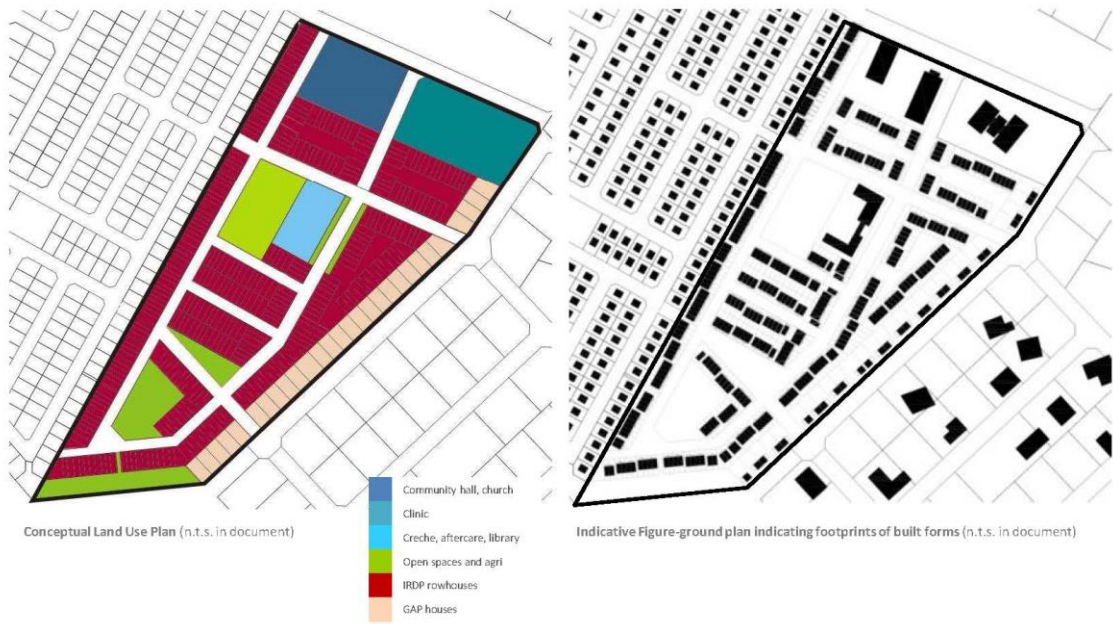 Community hall, church
Clinic
Creche, aftercare, library
Open spaces and agri
IRDP rowhouses
GAP houses
Conceptual Land Use Plan (n.t.s. in document)
Indicative Figure-ground plan indicating footprints of built forms (n.t.s. in document)